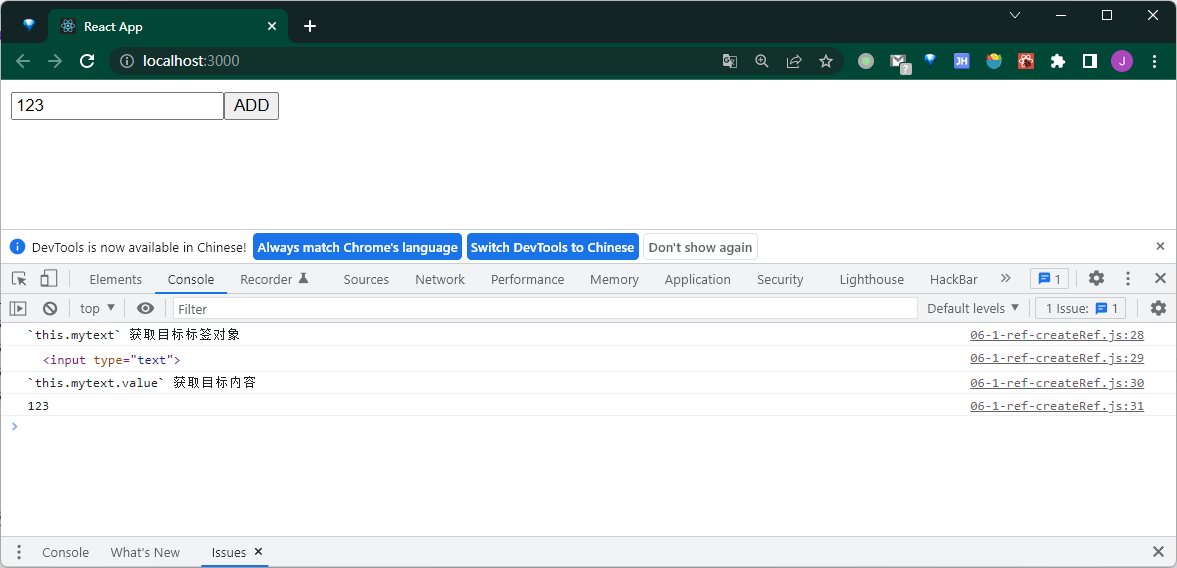 React App
localhost:3000
JH
?
J
123 ADD
DevTools is now available in Chinese! Always match Chrome's language Switch DevTools to Chinese Don't show again
Elements Console Recorder Sources Network Performance Memory Application Security Lighthouse HackBar 1
top Filter Default levels 1 Issue: 1
`this.mytext` 获取目标标签对象 06-1-ref-createRef.js:28
<input type="text"> 06-1-ref-createRef.js:29
`this.mytext.value` 获取目标内容 06-1-ref-createRef.js:30
123 06-1-ref-createRef.js:31
Console What's New Issues